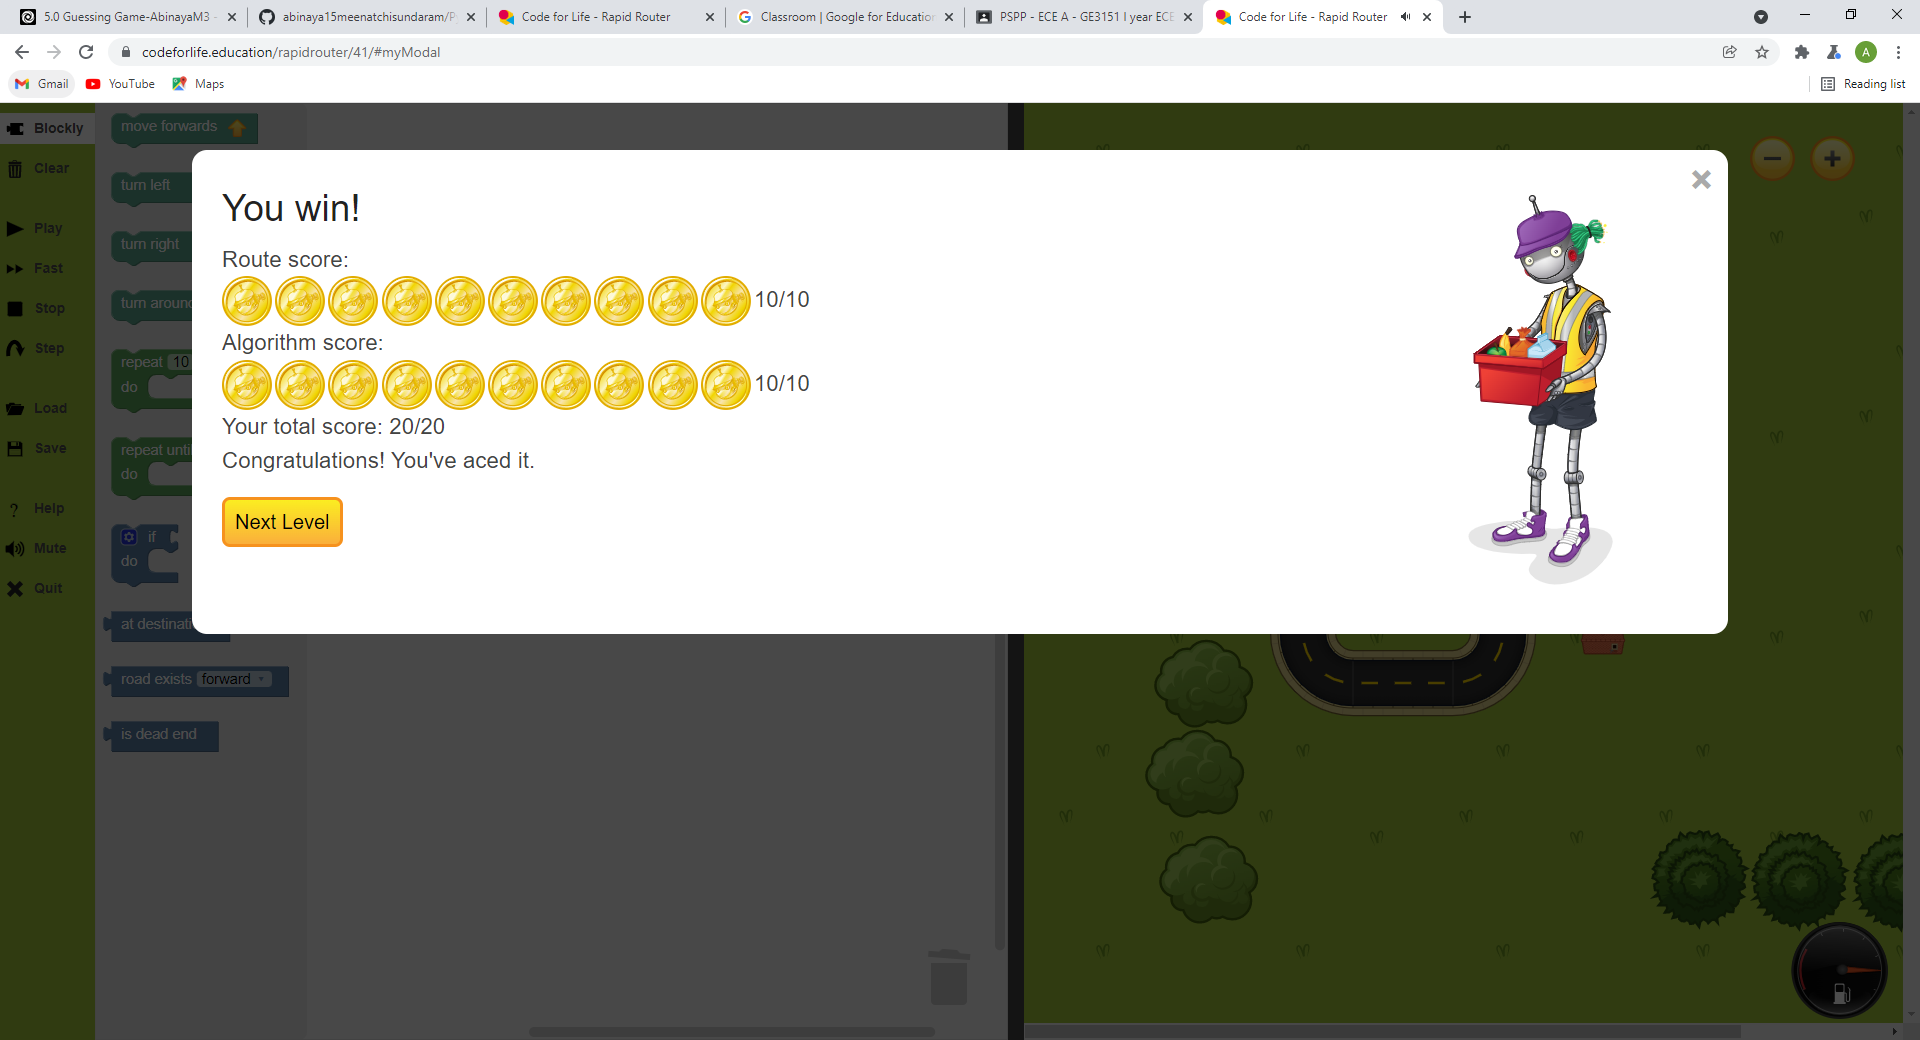 5.0 Guessing Game-AbinayaM3 -
abinaya15meenatchisundaram/P
Code for Life - Rapid Router
Classroom | Google for Education
PSPP - ECE A - GE3151 I year ECE
Code for Life - Rapid Router
codeforlife.education/rapidrouter/41/#myModal
A
Gmail
YouTube
Maps
Reading list
Blockly
Clear
Play
Fast
Stop
Step
Load
Save
? Help
Mute
Quit
move forwards
turn left
turn right
turn around
repeat 10
do
repeat until
do
if
do
at destinati
road exists forward
is dead end
You win!
Route score:
10/10
Algorithm score:
10/10
Your total score: 20/20
Congratulations! You've aced it.
Next Level